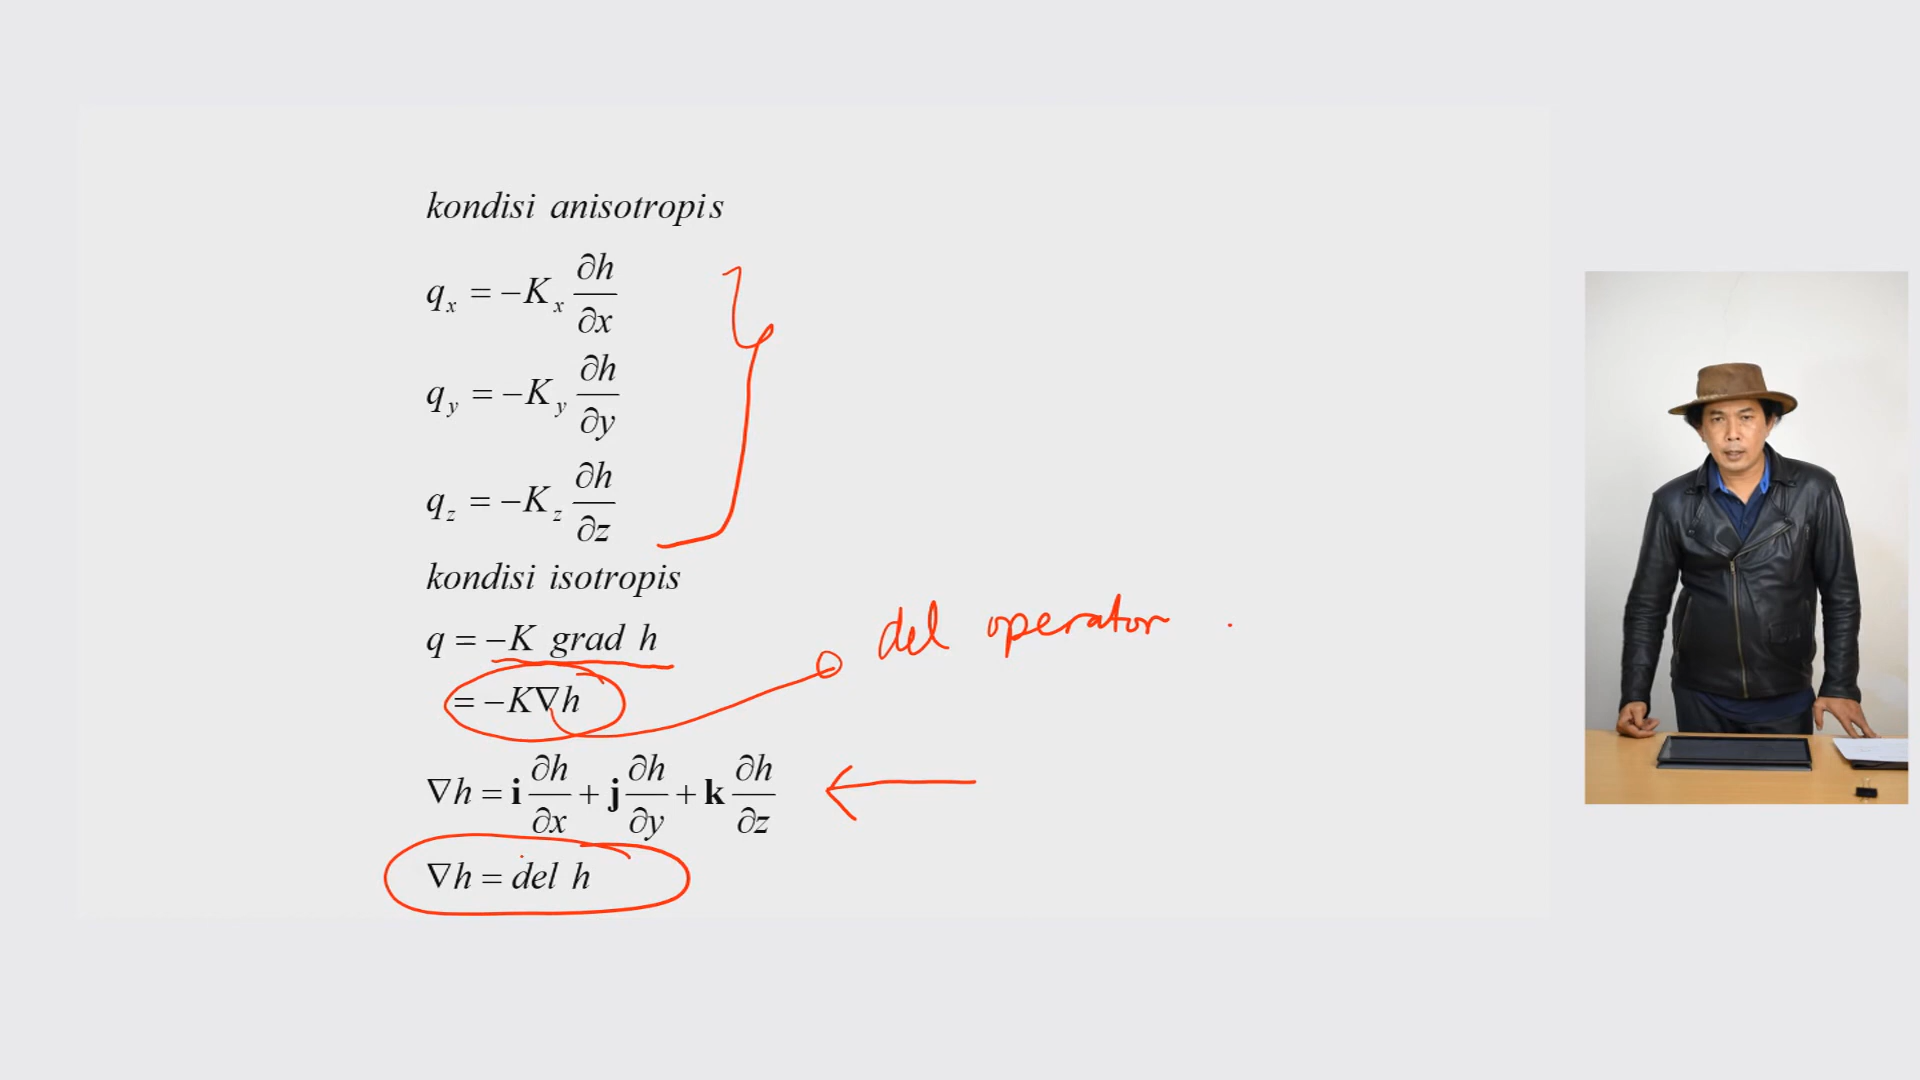 kondisi anisotropis
q_x = −K_x ∂h/∂x
q_y = −K_y ∂h/∂y
q_z = −K_z ∂h/∂z
kondisi isotropis
q = −K grad h
= −K∇h
del operator .
∇h = i ∂h/∂x + j ∂h/∂y + k ∂h/∂z
∇h = del h